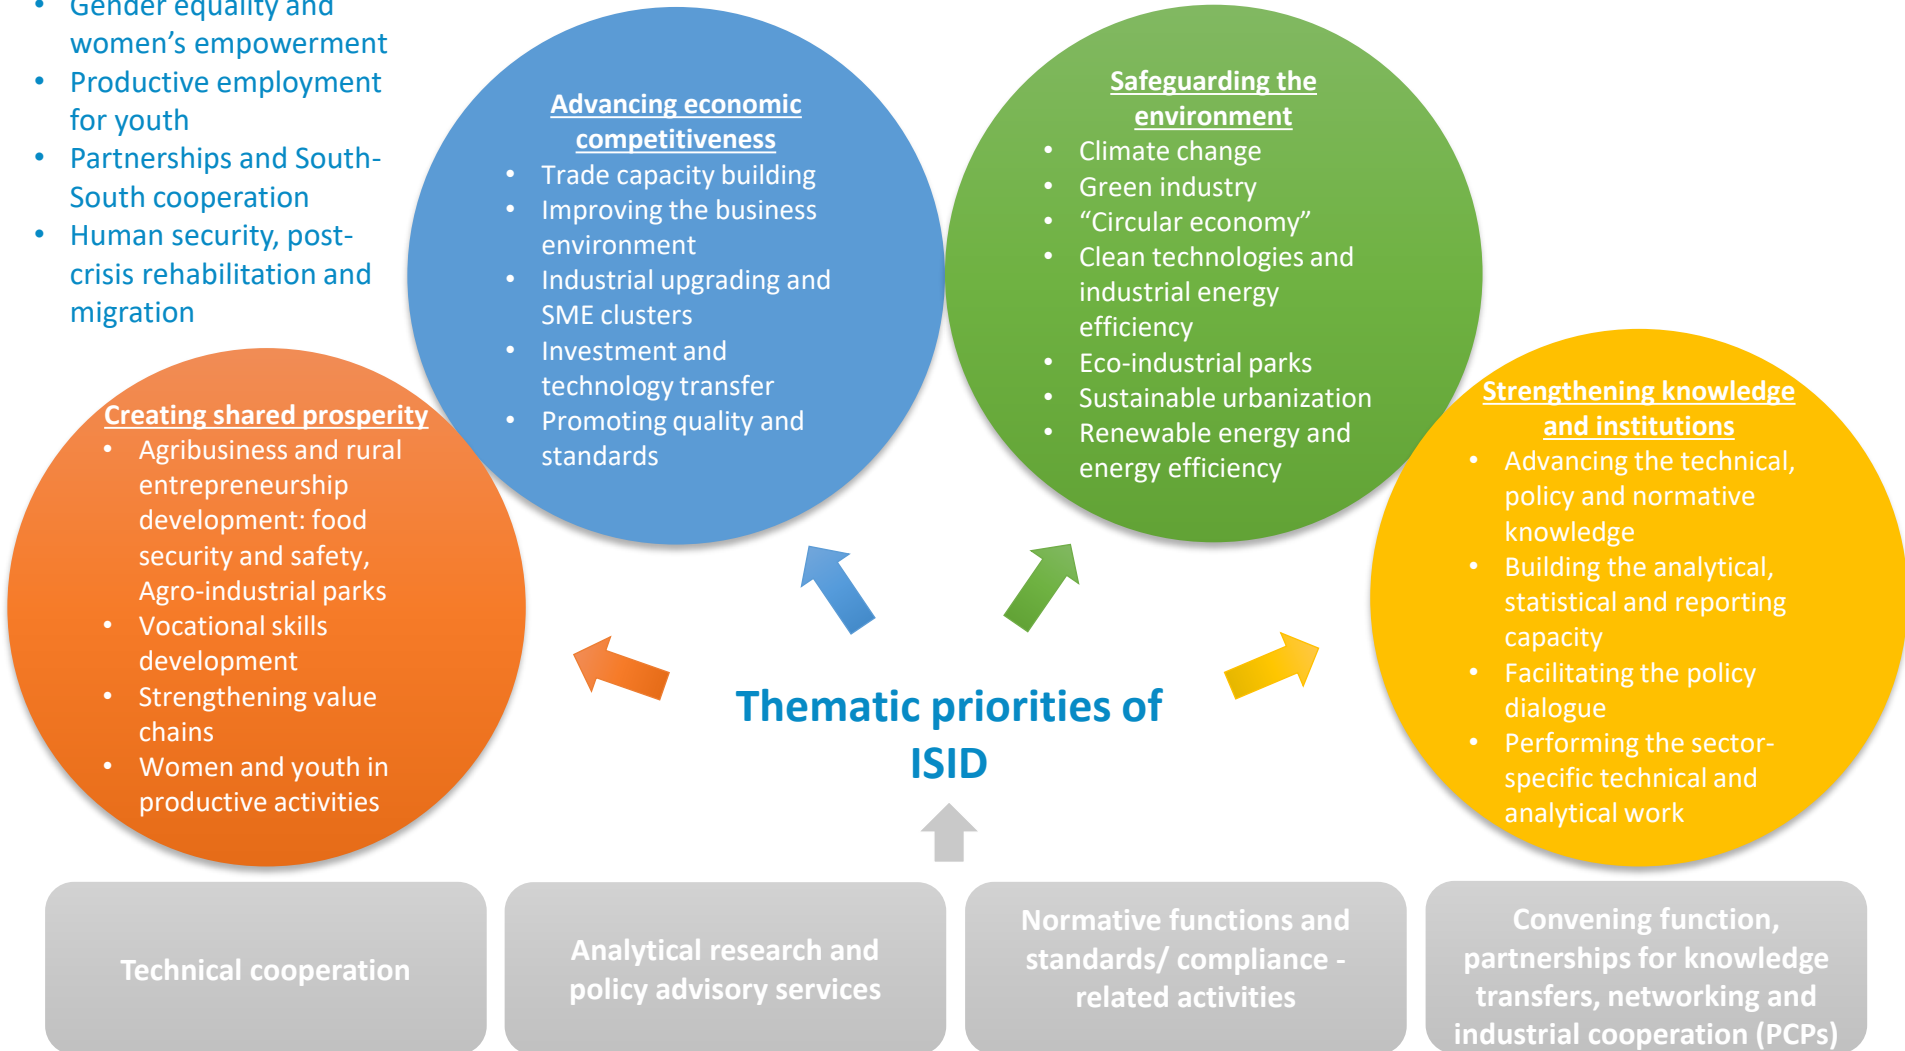 • Gender equality and
women’s empowerment
• Productive employment
for youth
• Partnerships and South-
South cooperation
• Human security, post-
crisis rehabilitation and
migration
Advancing economic
competitiveness
• Trade capacity building
• Improving the business
environment
• Industrial upgrading and
SME clusters
• Investment and
technology transfer
• Promoting quality and
standards
Safeguarding the
environment
• Climate change
• Green industry
• “Circular economy”
• Clean technologies and
industrial energy
efficiency
• Eco-industrial parks
• Sustainable urbanization
• Renewable energy and
energy efficiency
Creating shared prosperity
• Agribusiness and rural
entrepreneurship
development: food
security and safety,
Agro-industrial parks
• Vocational skills
development
• Strengthening value
chains
• Women and youth in
productive activities
Strengthening knowledge
and institutions
• Advancing the technical,
policy and normative
knowledge
• Building the analytical,
statistical and reporting
capacity
• Facilitating the policy
dialogue
• Performing the sector-
specific technical and
analytical work
Thematic priorities of
ISID
Technical cooperation
Analytical research and
policy advisory services
Normative functions and
standards/ compliance -
related activities
Convening function,
partnerships for knowledge
transfers, networking and
industrial cooperation (PCPs)